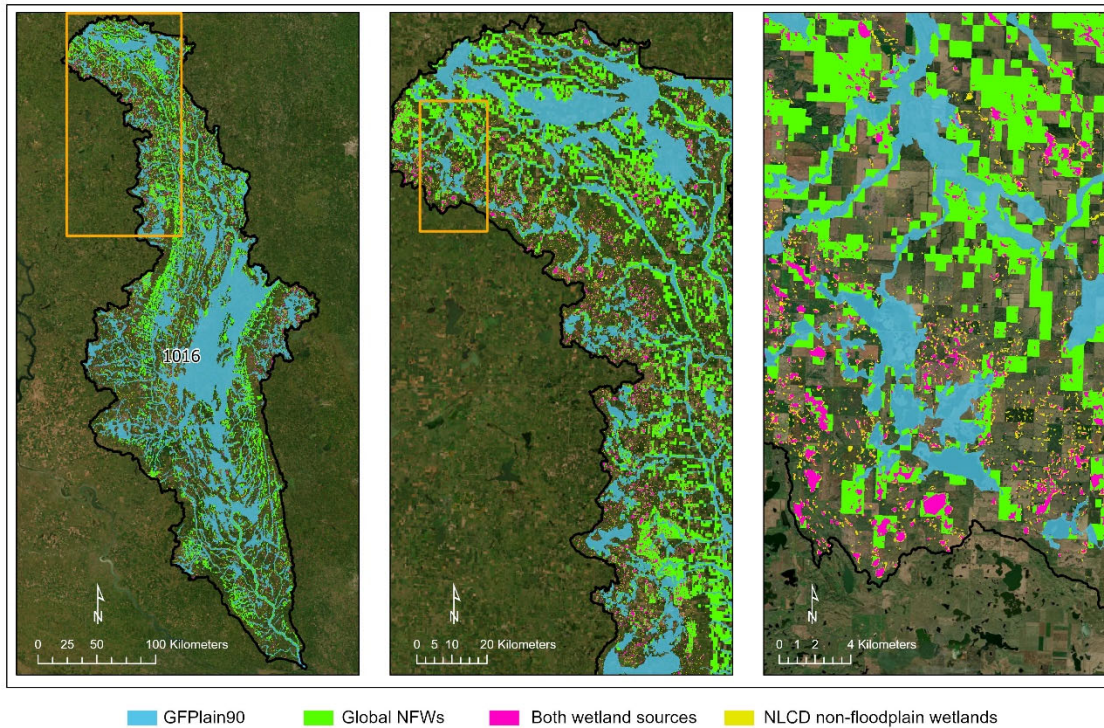 1016
N
0 25 50 100 Kilometers
N
0 5 10 20 Kilometers
N
0 1 2 4 Kilometers
GFPlain90 Global NFWs Both wetland sources NLCD non-floodplain wetlands